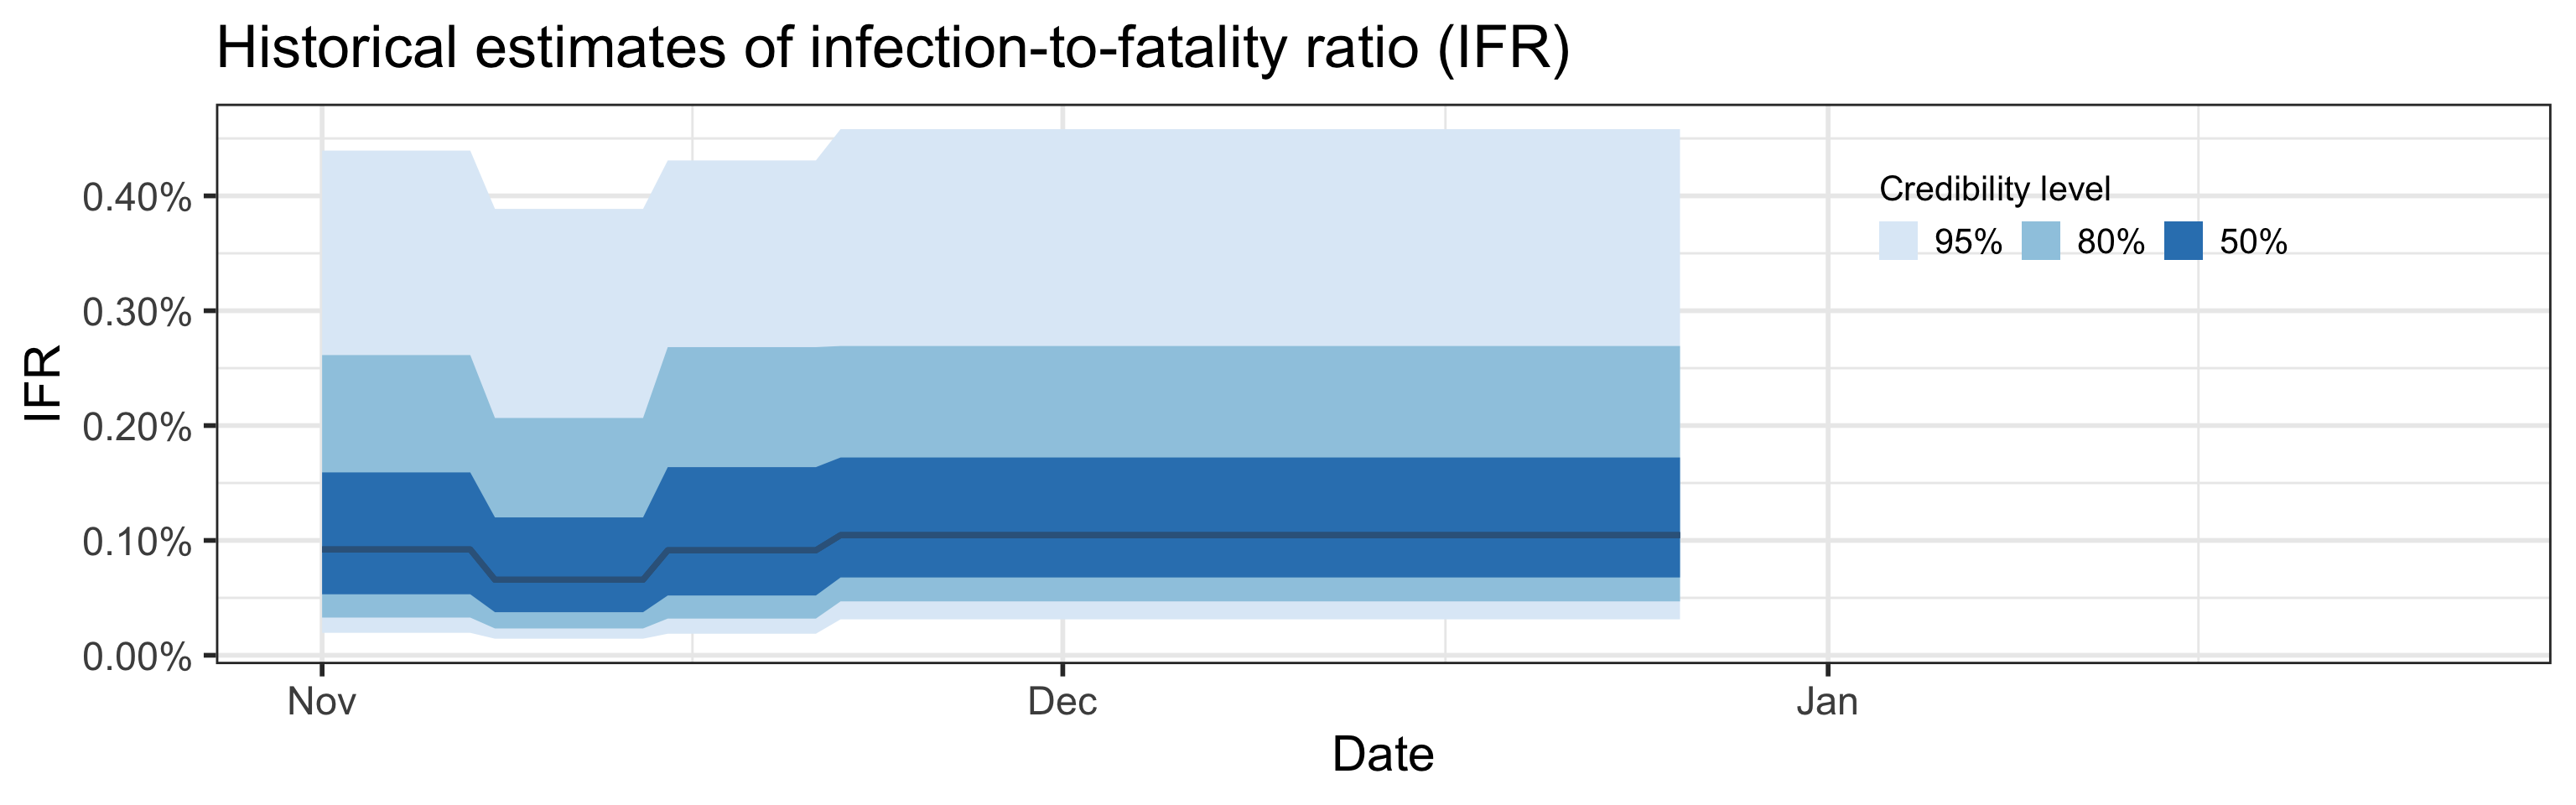 Historical estimates of infection-to-fatality ratio (IFR)
Credibility level
95% 80% 50%
IFR
0.40%
0.30%
0.20%
0.10%
0.00%
Nov Dec Jan
Date